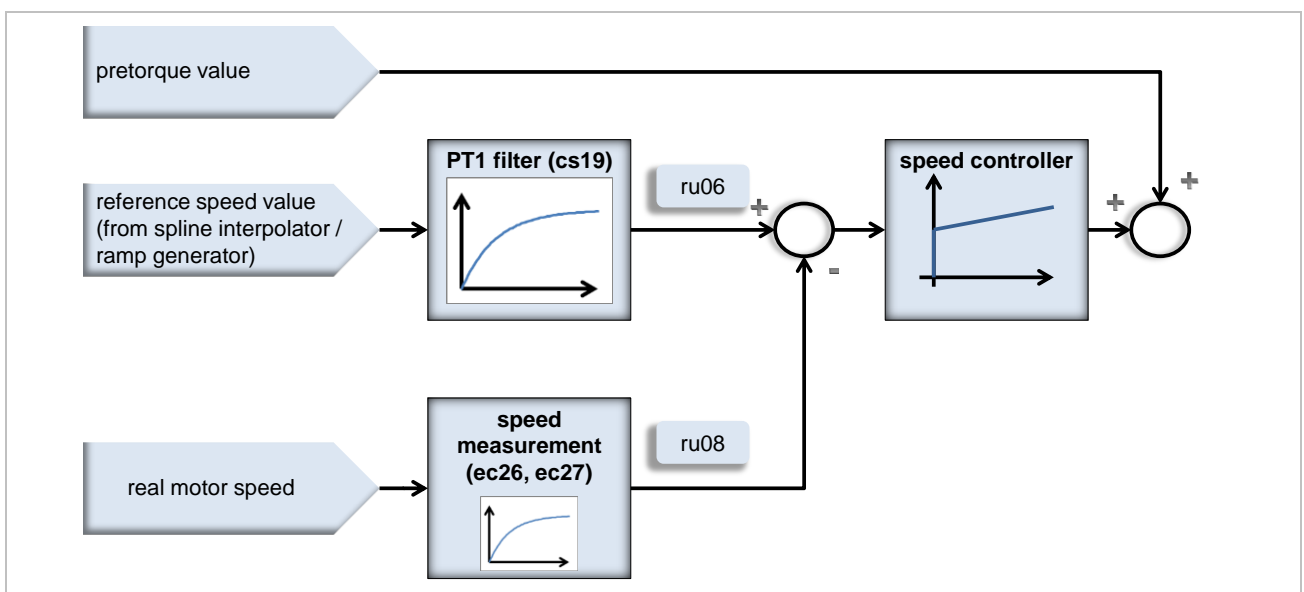 pretorque value
+
PT1 filter (cs19)
ru06
speed controller
reference speed value
(from spline interpolator /
ramp generator)
+
+
-
speed
measurement
(ec26, ec27)
ru08
real motor speed